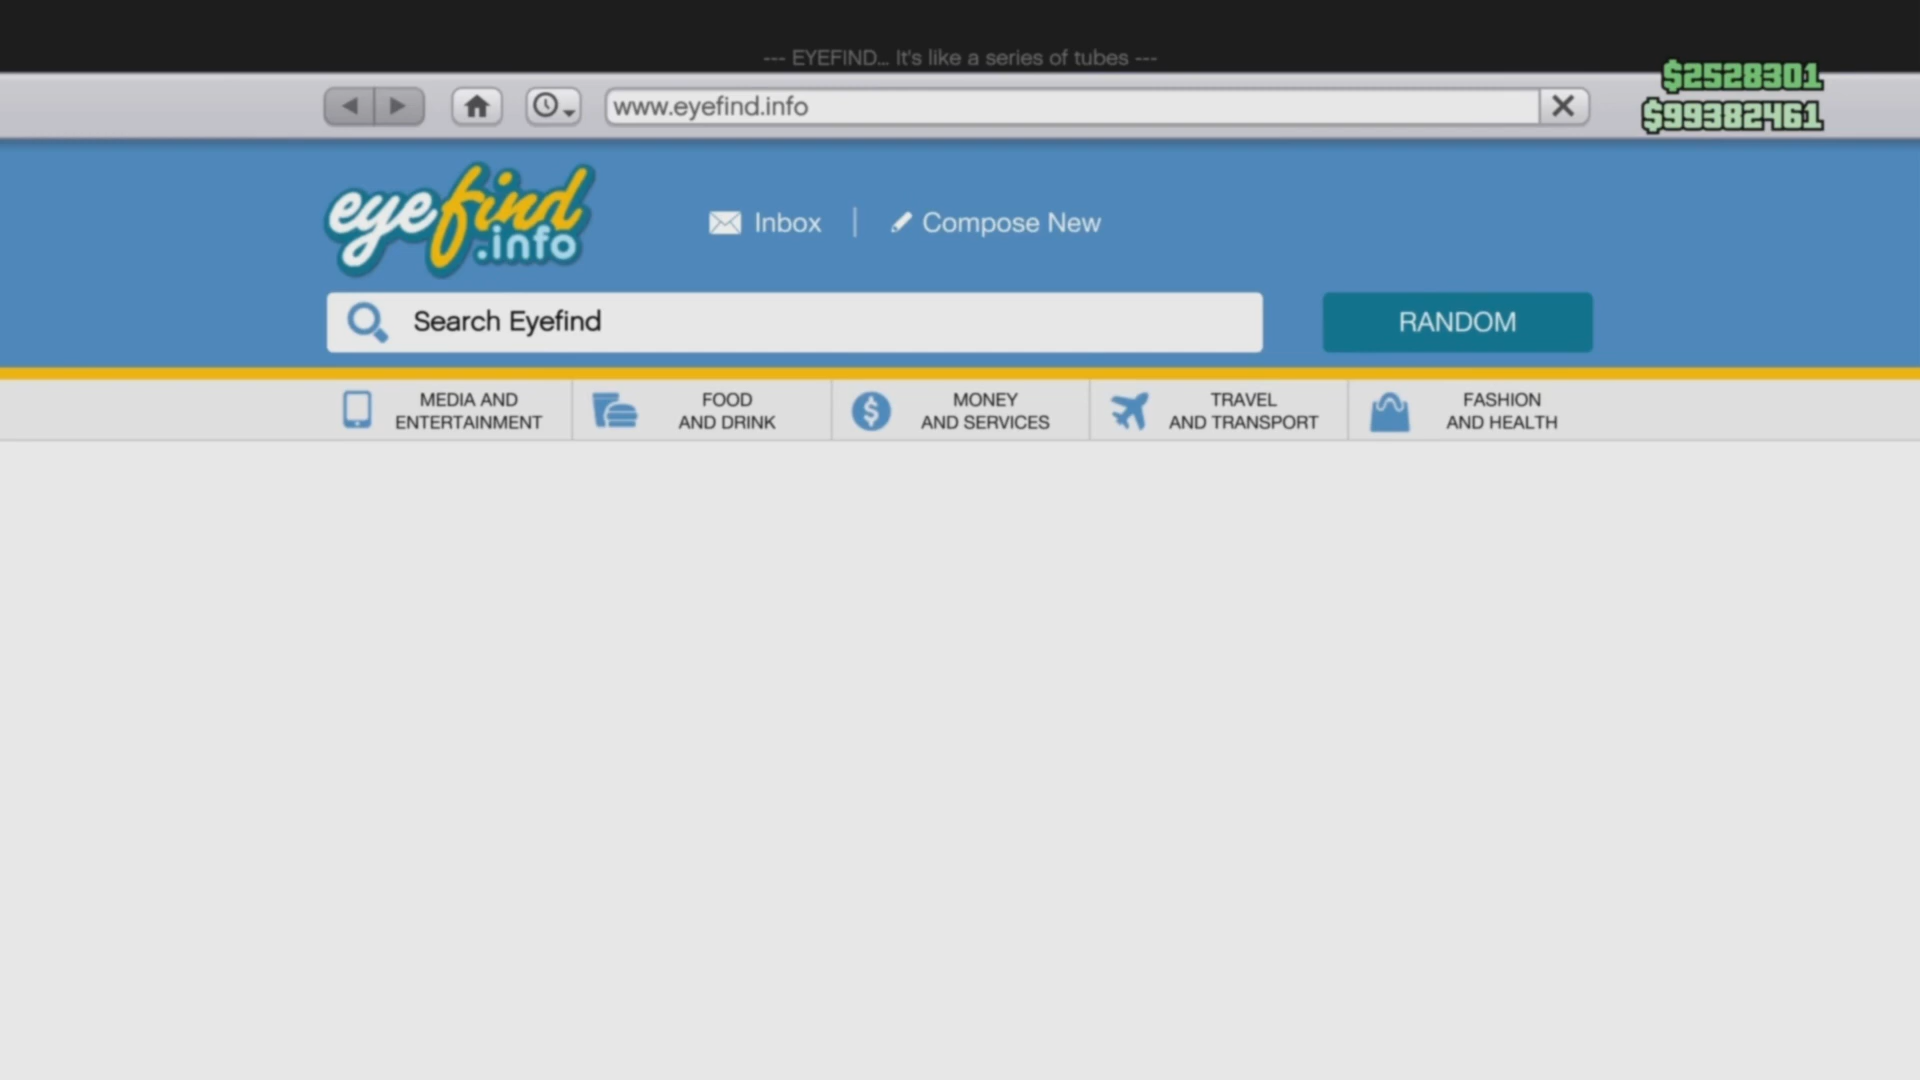 --- EYEFIND... It's like a series of tubes ---
$2528301
www.eyefind.info
$99382461
eyefind
.info
Inbox
Compose New
Search Eyefind
RANDOM
MEDIA AND
ENTERTAINMENT
FOOD
AND DRINK
MONEY
AND SERVICES
TRAVEL
AND TRANSPORT
FASHION
AND HEALTH